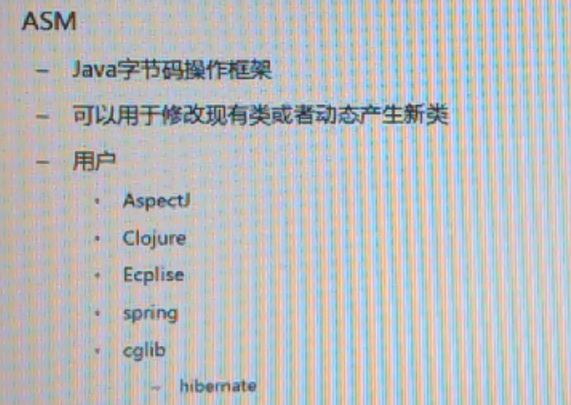 ASM
– Java字节码操作框架
– 可以用于修改现有类或者动态产生新类
– 用户
• AspectJ
• Clojure
• Ecplise
• spring
• cglib
– hibernate